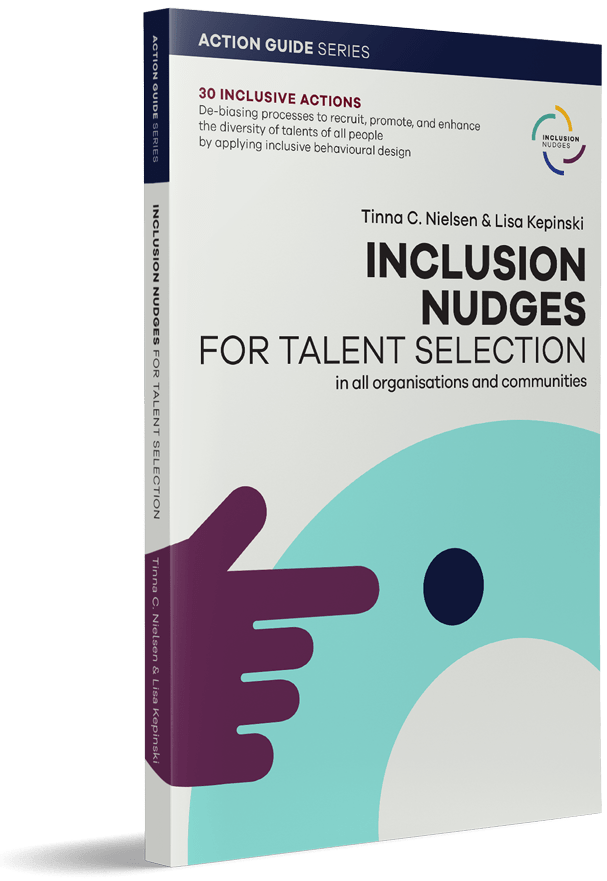 ACTION GUIDE SERIES
30 INCLUSIVE ACTIONS
De-biasing processes to recruit, promote, and enhance
the diversity of talents of all people
by applying inclusive behavioural design
INCLUSION
NUDGES
Tinna C. Nielsen & Lisa Kepinski
INCLUSION
NUDGES
FOR TALENT SELECTION
in all organisations and communities
ACTION GUIDE SERIES
INCLUSION NUDGES FOR TALENT SELECTION
Tinna C. Nielsen & Lisa Kepinski